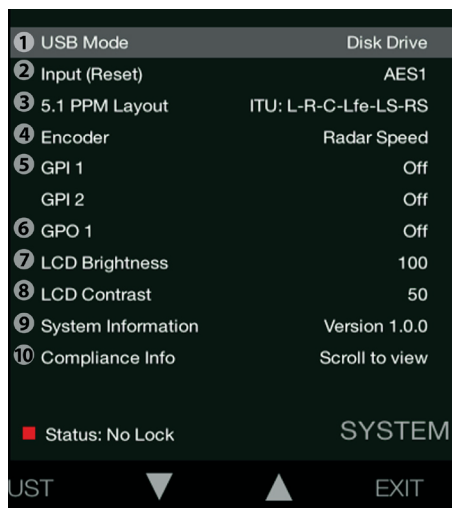 1 USB Mode Disk Drive
2 Input (Reset) AES1
3 5.1 PPM Layout ITU: L-R-C-Lfe-LS-RS
4 Encoder Radar Speed
5 GPI 1 Off
GPI 2 Off
6 GPO 1 Off
7 LCD Brightness 100
8 LCD Contrast 50
9 System Information Version 1.0.0
10 Compliance Info Scroll to view
Status: No Lock SYSTEM
UST EXIT